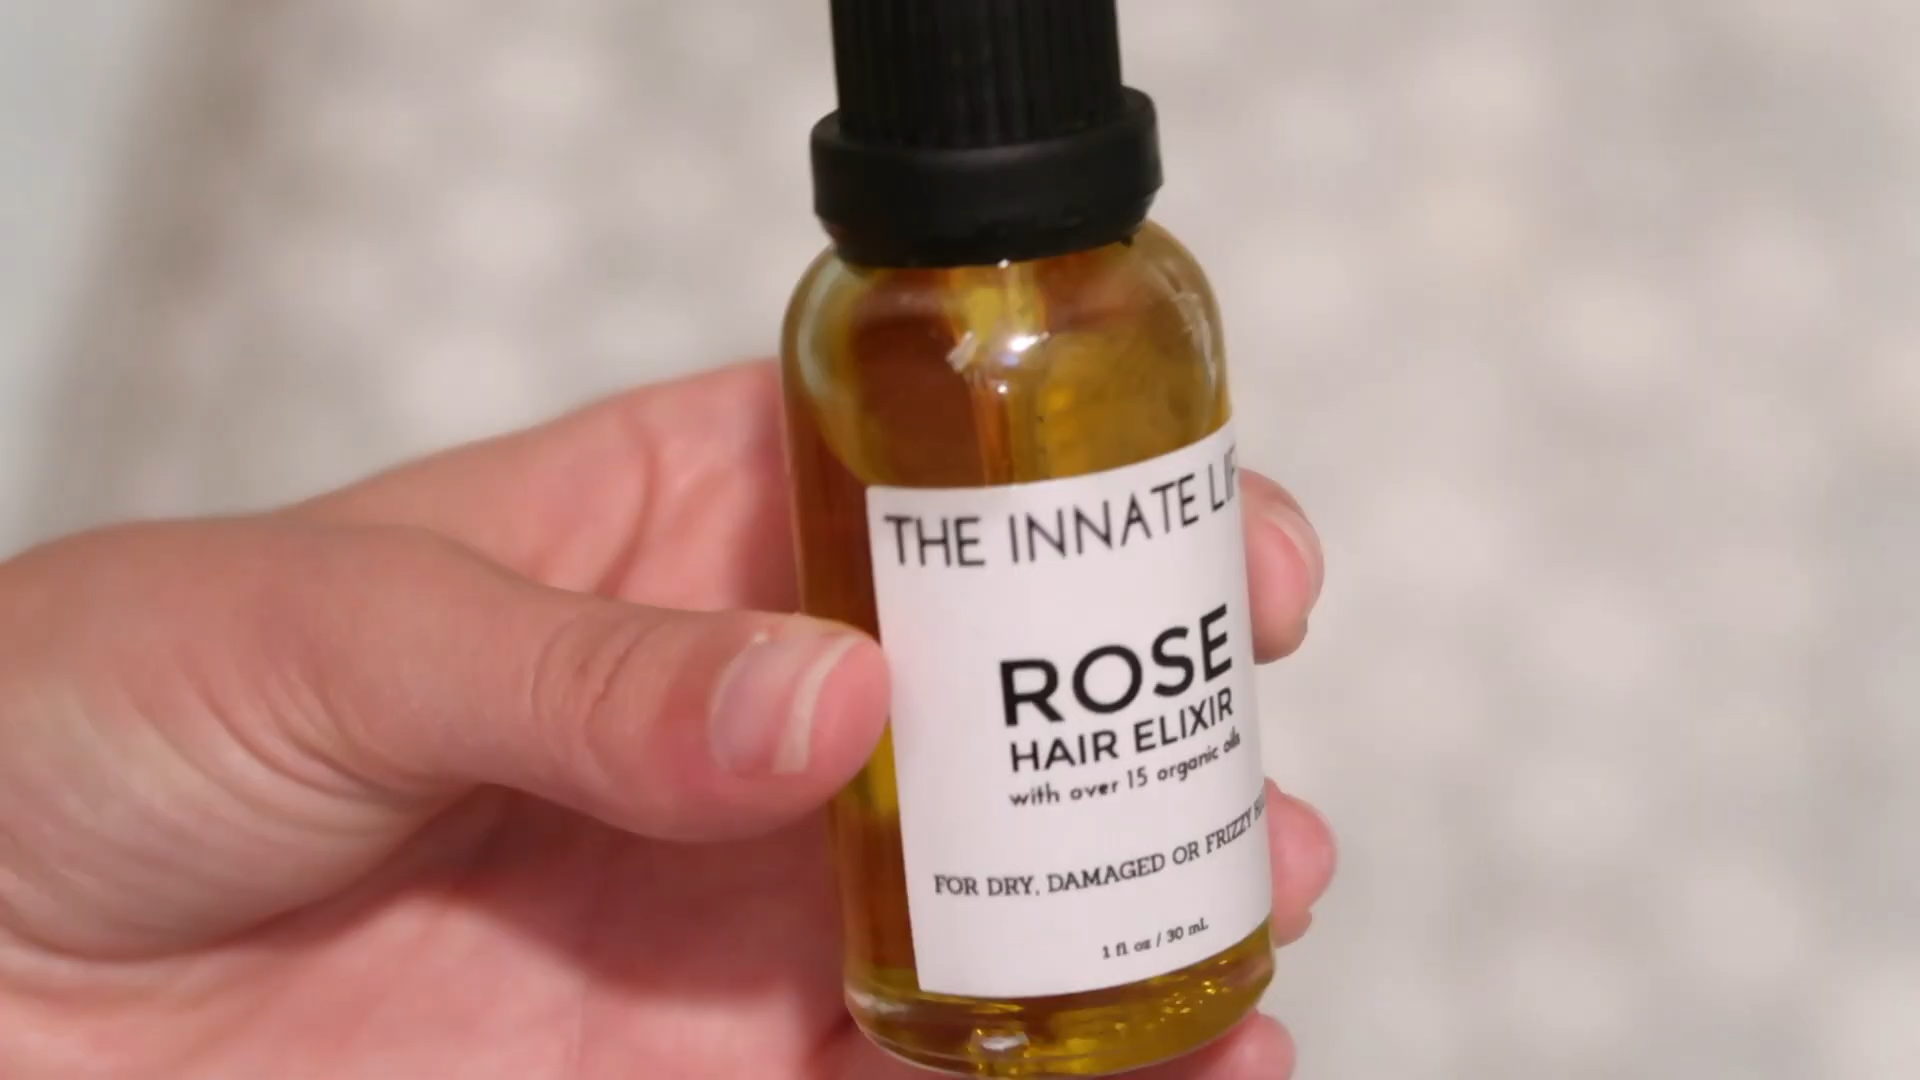 THE INNATE LIF
ROSE
HAIR ELIXIR
with over 15 organic oils
FOR DRY, DAMAGED OR FRIZZY
1 fl oz / 30 mL